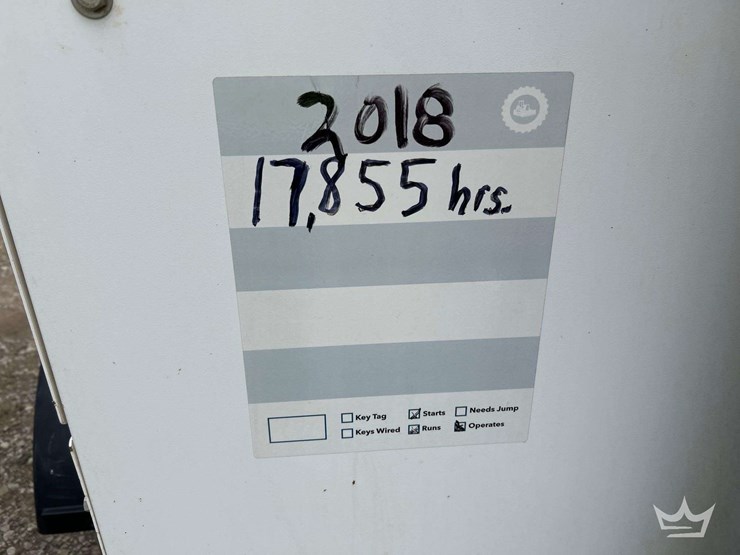 2018
17,855 hrs.
Key Tag Starts Needs Jump
Keys Wired Runs Operates